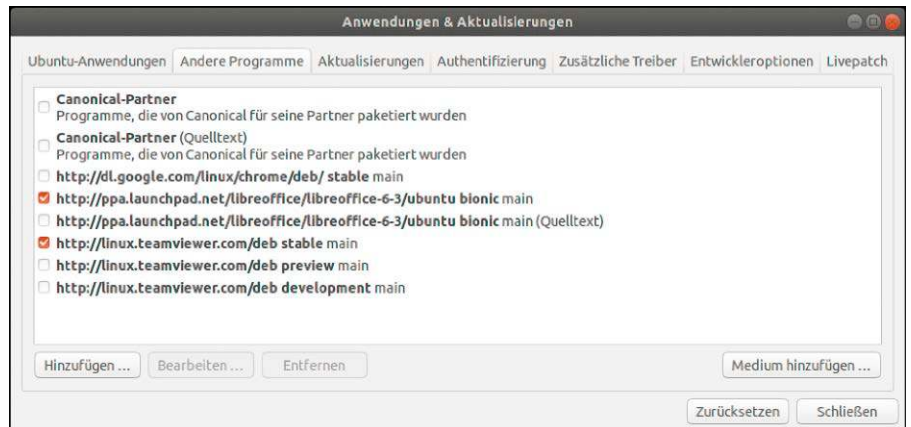 Anwendungen & Aktualisierungen
Ubuntu-Anwendungen Andere Programme Aktualisierungen Authentifizierung Zusätzliche Treiber Entwickleroptionen Livepatch
Canonical-Partner
Programme, die von Canonical für seine Partner paketiert wurden
Canonical-Partner (Quelltext)
Programme, die von Canonical für seine Partner paketiert wurden
http://dl.google.com/linux/chrome/deb/ stable main
http://ppa.launchpad.net/libreoffice/libreoffice-6-3/ubuntu bionic main
http://ppa.launchpad.net/libreoffice/libreoffice-6-3/ubuntu bionic main (Quelltext)
http://linux.teamviewer.com/deb stable main
http://linux.teamviewer.com/deb preview main
http://linux.teamviewer.com/deb development main
Hinzufügen ... Bearbeiten ... Entfernen Medium hinzufügen ...
Zurücksetzen Schließen